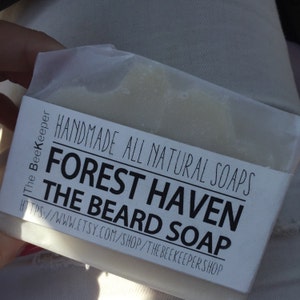 The BeeKeeper
HANDMADE ALL NATURAL SOAPS
FOREST HAVEN
THE BEARD SOAP
HTTPS://WWW.ETSY.COM/SHOP/THEBEEKEEPERSHOP